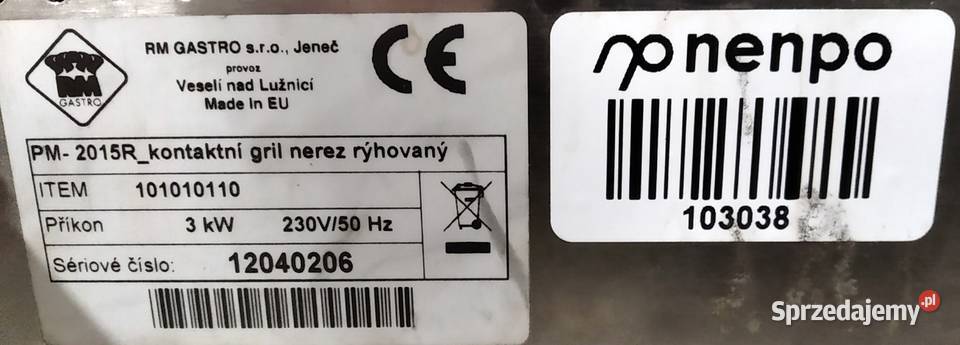 RM
GASTRO
RM GASTRO s.r.o., Jeneč
provoz
Veselí nad Lužnicí
Made In EU
CE
PM- 2015R_kontaktní gril nerez rýhovaný
ITEM 101010110
Příkon 3 kW 230V/50 Hz
Sériové číslo: 12040206
nenpo
103038
Sprzedajemy.pl